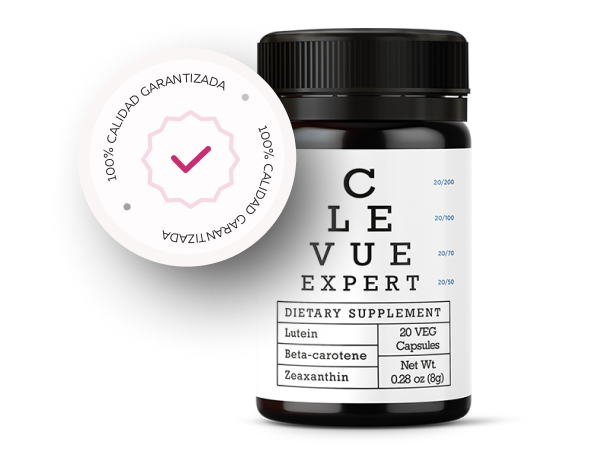 100% CALIDAD GARANTIZADA
100% CALIDAD GARANTIZADA
C
20/200
LE
20/100
VUE
20/70
EXPERT
20/50
DIETARY SUPPLEMENT
Lutein
Beta-carotene
Zeaxanthin
20 VEG
Capsules
Net Wt.
0.28 oz (8g)